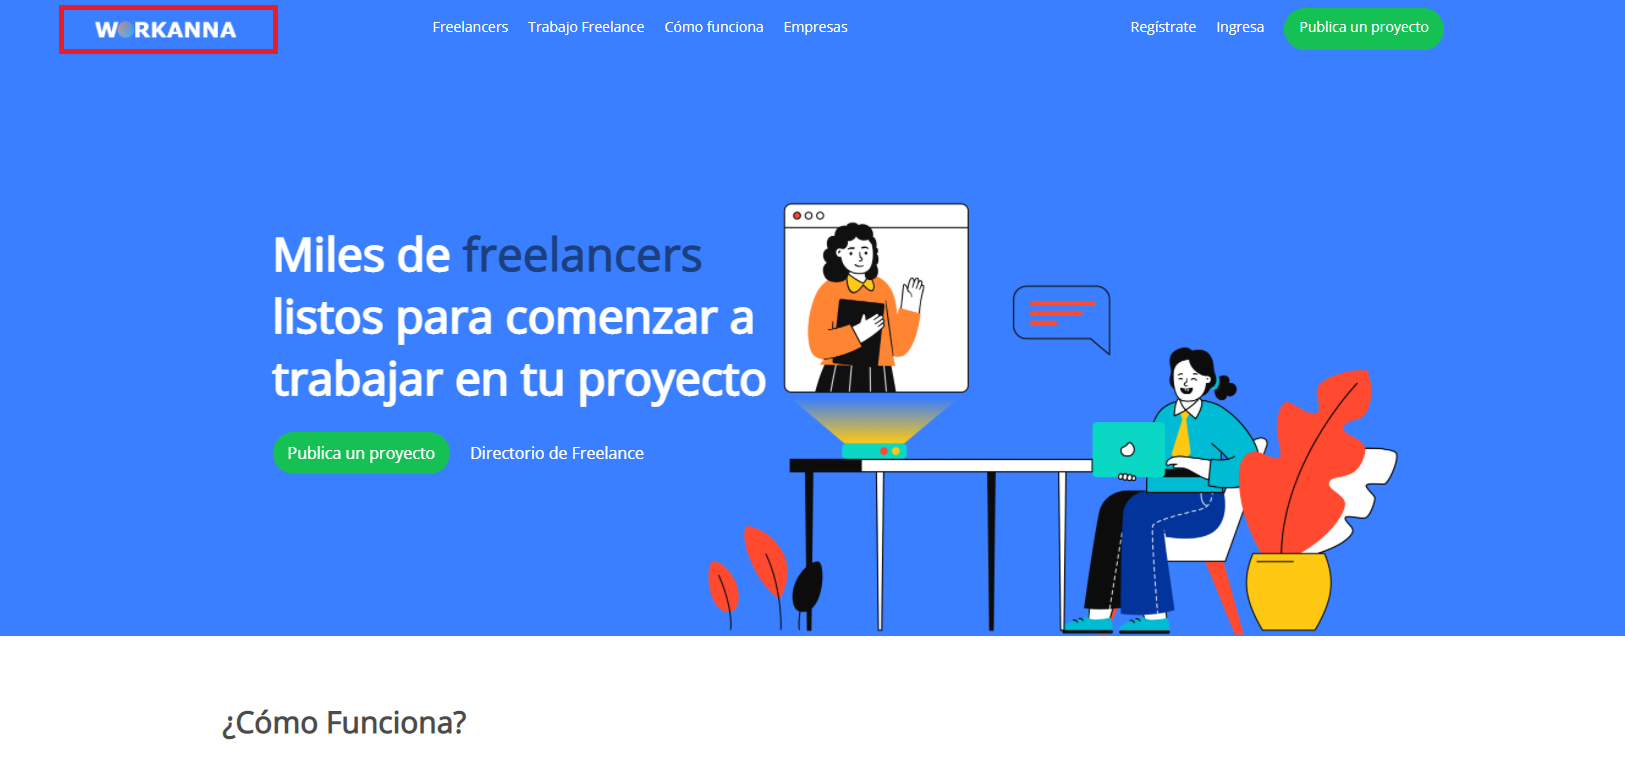 WORKANNA
Freelancers Trabajo Freelance Cómo funciona Empresas
Regístrate Ingresa Publica un proyecto
Miles de freelancers
listos para comenzar a
trabajar en tu proyecto
Publica un proyecto Directorio de Freelance
¿Cómo Funciona?